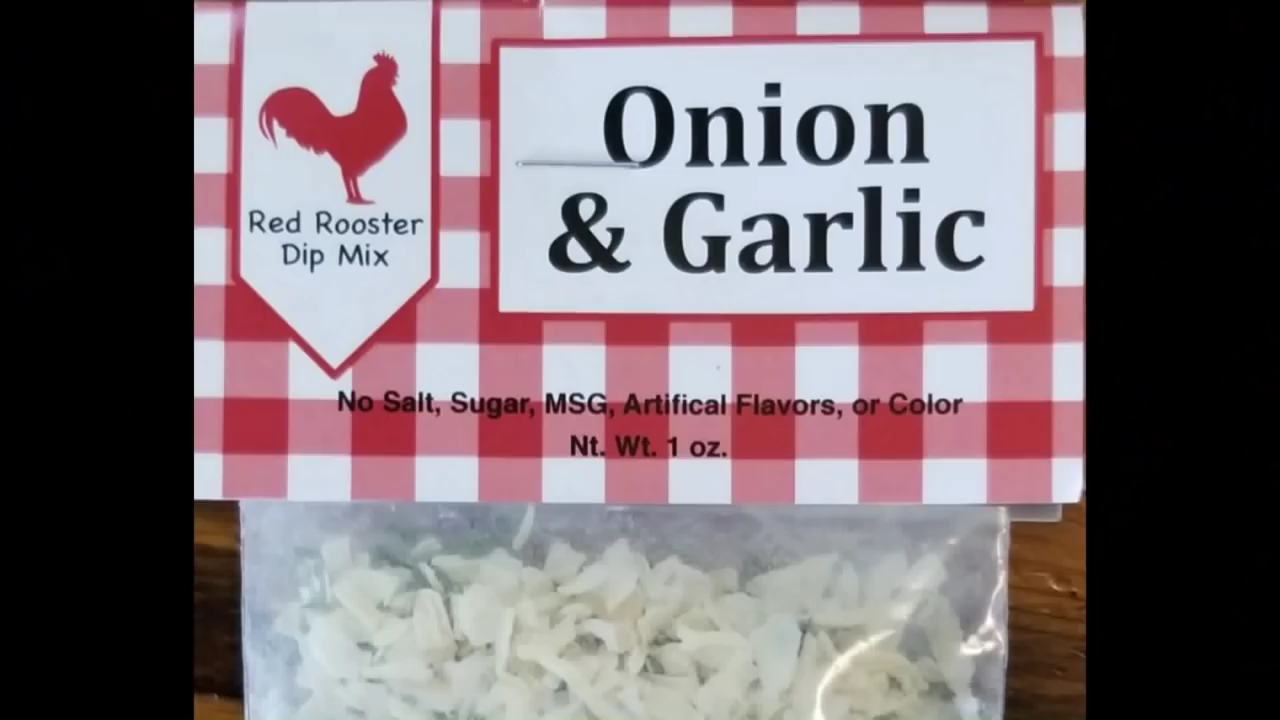 Red Rooster
Dip Mix
Onion
& Garlic
No Salt, Sugar, MSG, Artifical Flavors, or Color
Nt. Wt. 1 oz.